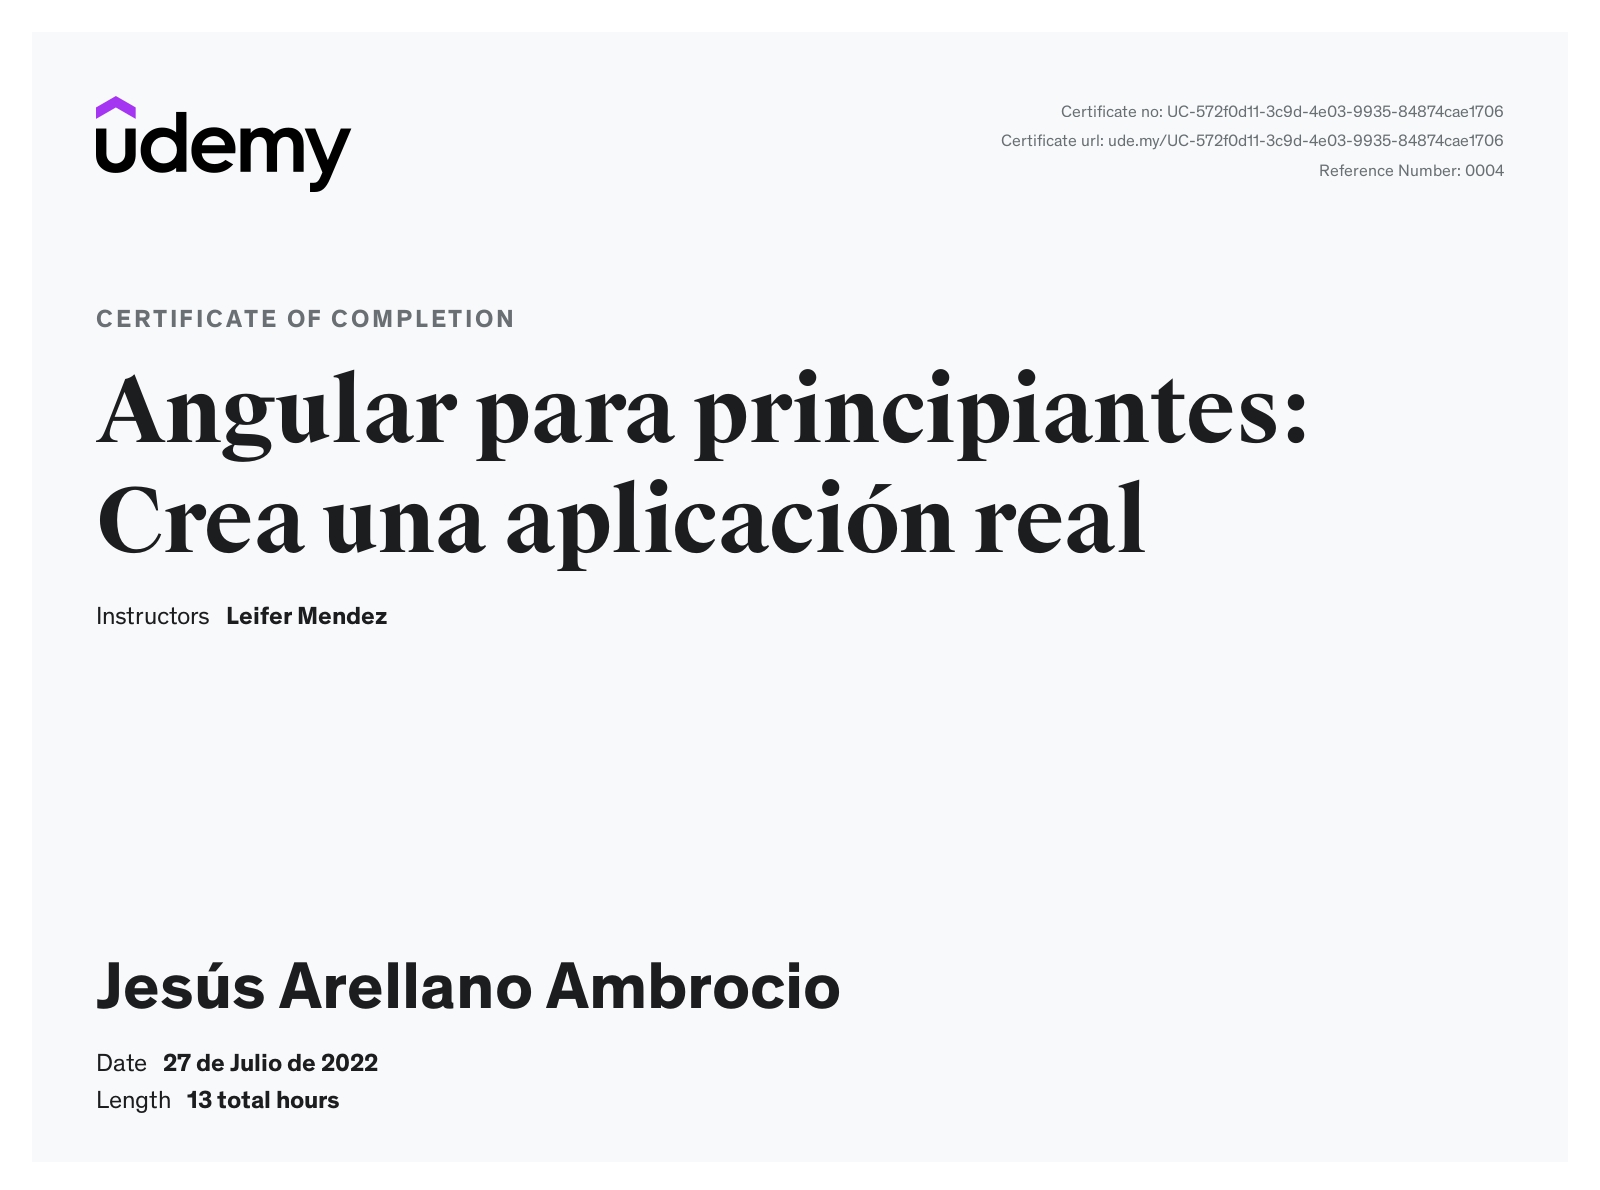 udemy
Certificate no: UC-572f0d11-3c9d-4e03-9935-84874cae1706
Certificate url: ude.my/UC-572f0d11-3c9d-4e03-9935-84874cae1706
Reference Number: 0004
CERTIFICATE OF COMPLETION
Angular para principiantes:
Crea una aplicación real
Instructors Leifer Mendez
Jesús Arellano Ambrocio
Date 27 de Julio de 2022
Length 13 total hours